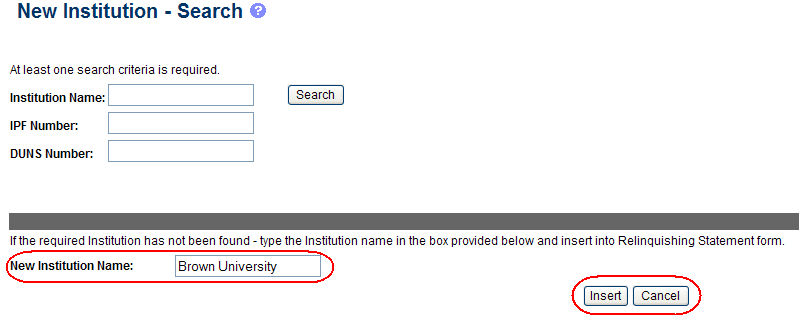 New Institution - Search ?
At least one search criteria is required.
Institution Name: Search
IPF Number:
DUNS Number:
If the required Institution has not been found - type the Institution name in the box provided below and insert into Relinquishing Statement form.
New Institution Name: Brown University
Insert Cancel